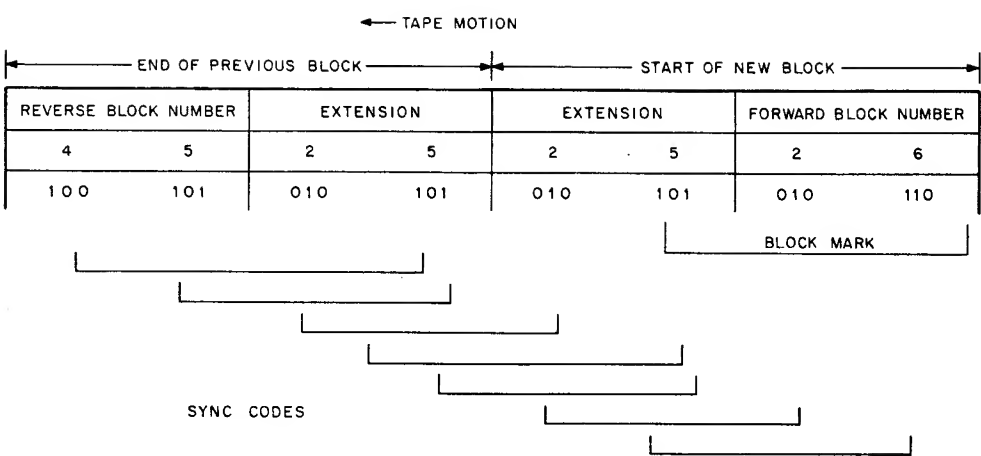 TAPE MOTION
END OF PREVIOUS BLOCK START OF NEW BLOCK
REVERSE BLOCK NUMBER EXTENSION EXTENSION FORWARD BLOCK NUMBER
4 5 2 5 2 5 2 6
100 101 010 101 010 101 010 110
BLOCK MARK
SYNC CODES